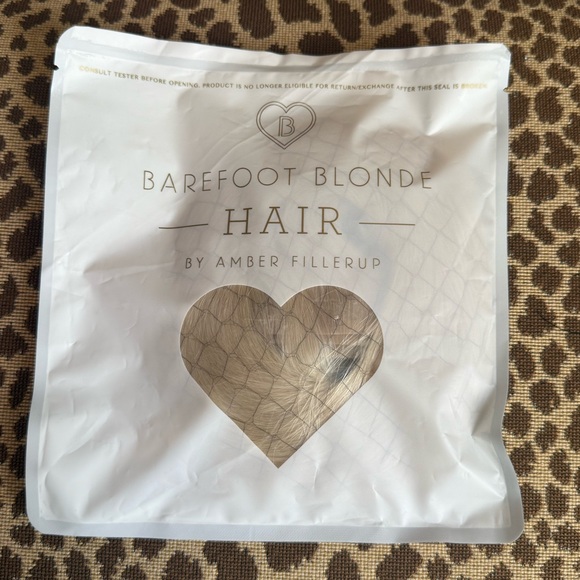 CONSULT TESTER BEFORE OPENING. PRODUCT IS NO LONGER ELIGIBLE FOR RETURN/EXCHANGE AFTER THIS SEAL IS BROKEN
B
BAREFOOT BLONDE
HAIR
BY AMBER FILLERUP